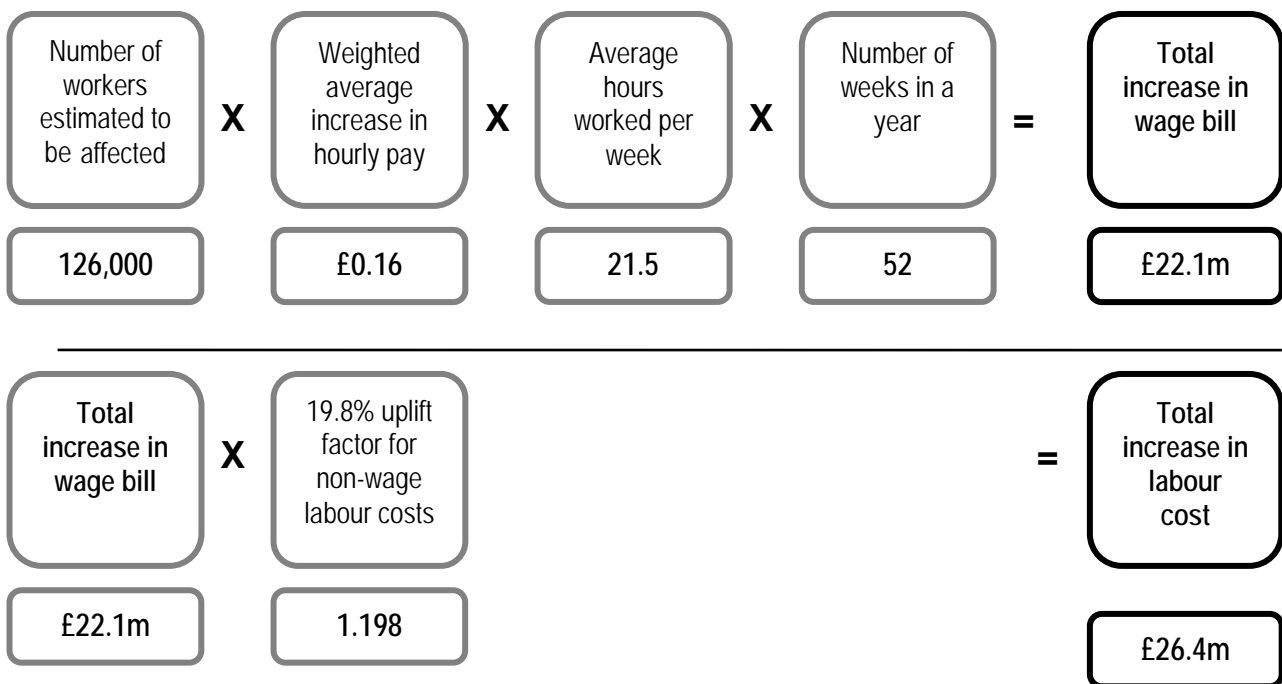 Number of
workers
estimated to
be affected
X
Weighted
average
increase in
hourly pay
X
Average
hours
worked per
week
X
Number of
weeks in a
year
=
Total
increase in
wage bill
126,000
£0.16
21.5
52
£22.1m
Total
increase in
wage bill
X
19.8% uplift
factor for
non-wage
labour costs
=
Total
increase in
labour
cost
£22.1m
1.198
£26.4m